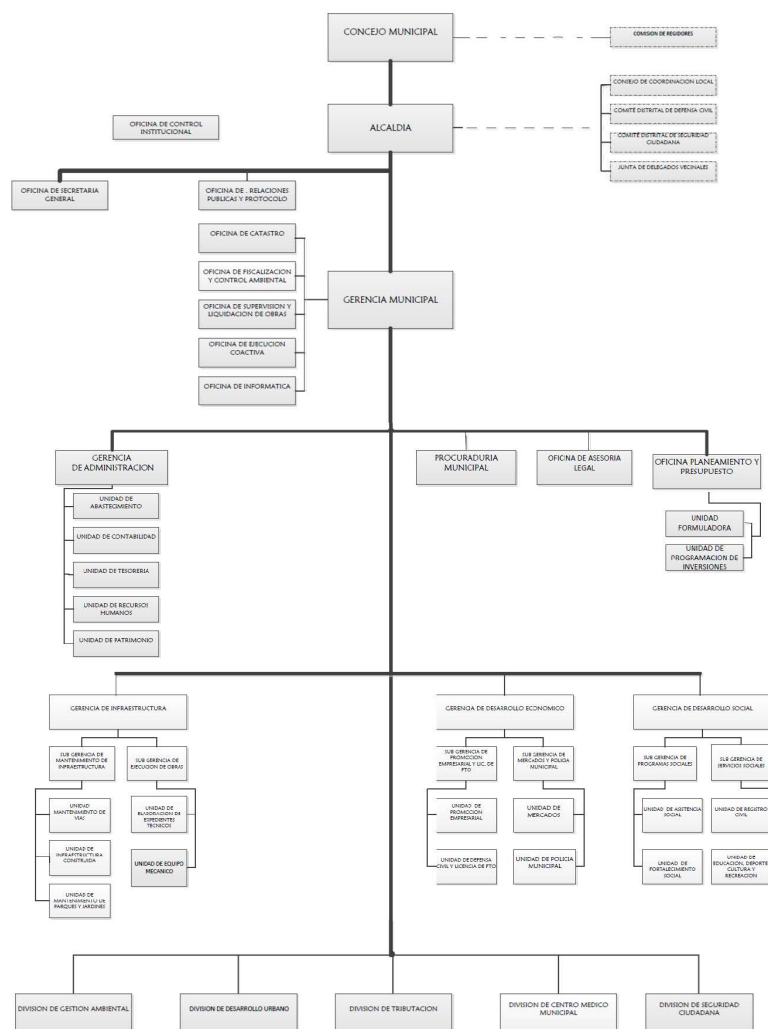 CONCEJO MUNICIPAL
COMISION DE REGIDORES
CONSEJO DE COORDINACION LOCAL
COMITÉ DISTRITAL DE DEFENSA CIVIL
COMITÉ DISTRITAL DE SEGURIDAD
CIUDADANA
JUNTA DE DELEGADOS VECINALES
ALCALDIA
OFICINA DE CONTROL
INSTITUCIONAL
OFICINA DE SECRETARIA
GENERAL
OFICINA DE . RELACIONES
PUBLICAS Y PROTOCOLO
OFICINA DE CATASTRO
OFICINA DE FISCALIZACION
Y CONTROL AMBIENTAL
OFICINA DE SUPERVISION Y
LIQUIDACION DE OBRAS
OFICINA DE EJECUCION
COACTIVA
OFICINA DE INFORMATICA
GERENCIA MUNICIPAL
GERENCIA
DE ADMINISTRACION
UNIDAD DE
ABASTECIMIENTO
UNIDAD DE CONTABILIDAD
UNIDAD DE TESORERIA
UNIDAD DE RECURSOS
HUMANOS
UNIDAD DE PATRIMONIO
PROCURADURIA
MUNICIPAL
OFICINA DE ASESORIA
LEGAL
OFICINA PLANEAMIENTO Y
PRESUPUESTO
UNIDAD
FORMULADORA
UNIDAD DE
PROGRAMACION DE
INVERSIONES
GERENCIA DE INFRAESTRUCTURA
SUB GERENCIA DE
MANTENIMIENTO DE
INFRAESTRUCTURA
SUB GERENCIA DE
EJECUCION DE OBRAS
UNIDAD
MANTENIMIENTO DE
VIAS
UNIDAD DE
INFRAESTRUCTURA
CONSTRUIDA
UNIDAD DE
MANTENIMIENTO DE
PARQUES Y JARDINES
UNIDAD DE
ELABORACION DE
EXPEDIENTES
TECNICOS
UNIDAD DE EQUIPO
MECANICO
GERENCIA DE DESARROLLO ECONOMICO
SUB GERENCIA DE
PROMOCION
EMPRESARIAL Y LIC. DE
FTO
SUB GERENCIA DE
MERCADOS Y POLICIA
MUNICIPAL
UNIDAD DE
PROMOCION
EMPRESARIAL
UNIDAD DE DEFENSA
CIVIL Y LICENCIA DE FTO
UNIDAD DE
MERCADOS
UNIDAD DE POLICIA
MUNICIPAL
GERENCIA DE DESARROLLO SOCIAL
SUB GERENCIA DE
PROGRAMAS SOCIALES
SUB GERENCIA DE
SERVICIOS SOCIALES
UNIDAD DE ASISTENCIA
SOCIAL
UNIDAD DE
FORTALECIMIENTO
SOCIAL
UNIDAD DE REGISTRO
CIVIL
UNIDAD DE
EDUCACION, DEPORTE
CULTURA Y
RECREACION
DIVISION DE GESTION AMBIENTAL
DIVISION DE DESARROLLO URBANO
DIVISION DE TRIBUTACION
DIVISION DE CENTRO MEDICO
MUNICIPAL
DIVISION DE SEGURIDAD
CIUDADANA